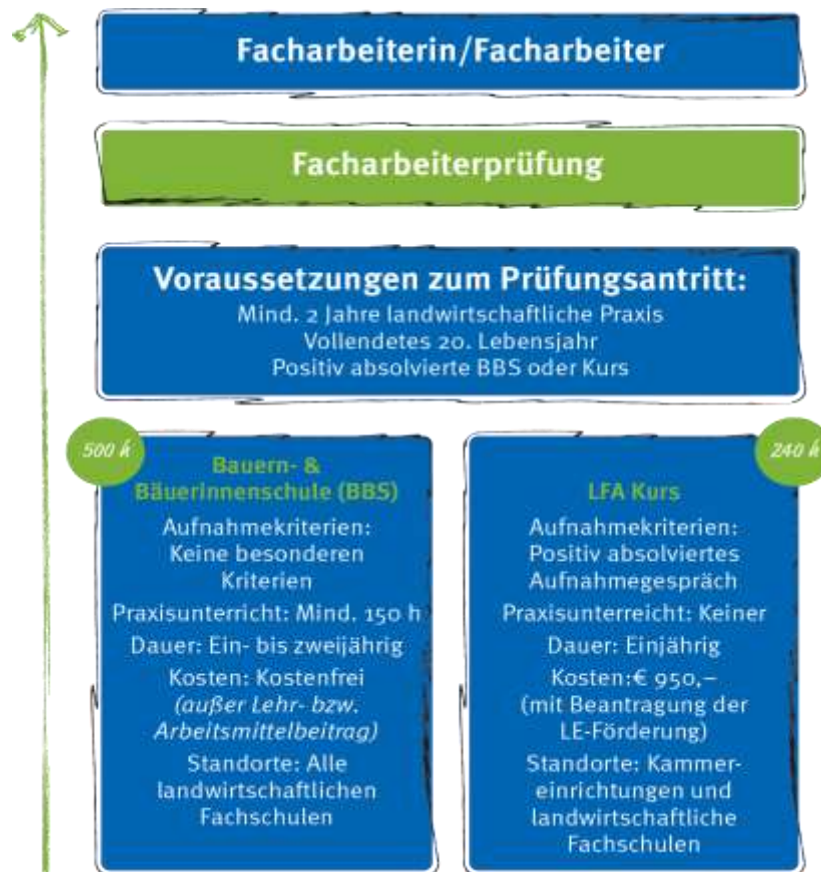 Facharbeiterin/Facharbeiter
Facharbeiterprüfung
Voraussetzungen zum Prüfungsantritt:
Mind. 2 Jahre landwirtschaftliche Praxis
Vollendetes 20. Lebensjahr
Positiv absolvierte BBS oder Kurs
500 h
Bauern- &
BäuerInnenschule (BBS)
Aufnahmekriterien:
Keine besonderen
Kriterien
Praxisunterricht: Mind. 150 h
Dauer: Ein- bis zweijährig
Kosten: Kostenfrei
(außer Lehr- bzw.
Arbeitsmittelbeitrag)
Standorte: Alle
landwirtschaftlichen
Fachschulen
240 h
LFA Kurs
Aufnahmekriterien:
Positiv absolviertes
Aufnahmegespräch
Praxisunterreicht: Keiner
Dauer: Einjährig
Kosten:€ 950,–
(mit Beantragung der
LE-Förderung)
Standorte: Kammer-
einrichtungen und
landwirtschaftliche
Fachschulen